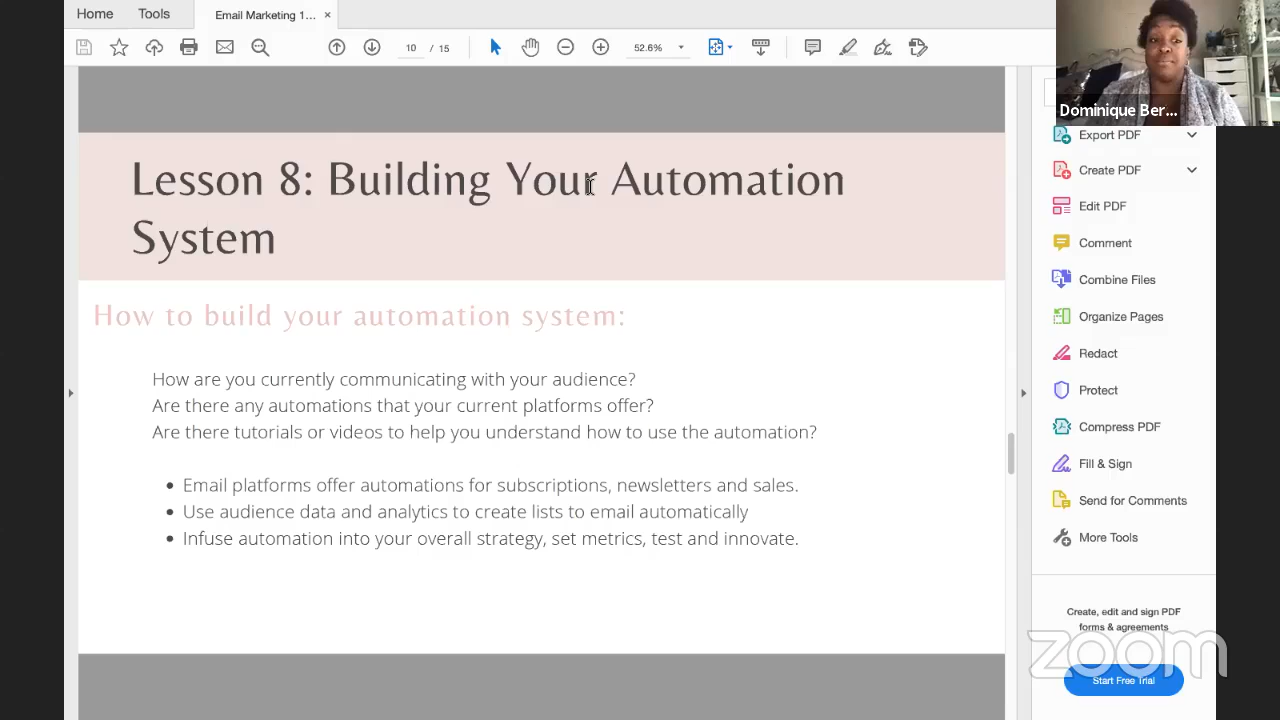 Home
Tools
Email Marketing 1...
10 / 15
52.6%
Dominique Ber...
Lesson 8: Building Your Automation
System
How to build your automation system:
How are you currently communicating with your audience?
Are there any automations that your current platforms offer?
Are there tutorials or videos to help you understand how to use the automation?
• Email platforms offer automations for subscriptions, newsletters and sales.
• Use audience data and analytics to create lists to email automatically
• Infuse automation into your overall strategy, set metrics, test and innovate.
Export PDF
Create PDF
Edit PDF
Comment
Combine Files
Organize Pages
Redact
Protect
Compress PDF
Fill & Sign
Send for Comments
More Tools
Create, edit and sign PDF
forms & agreements
zoom
Start Free Trial